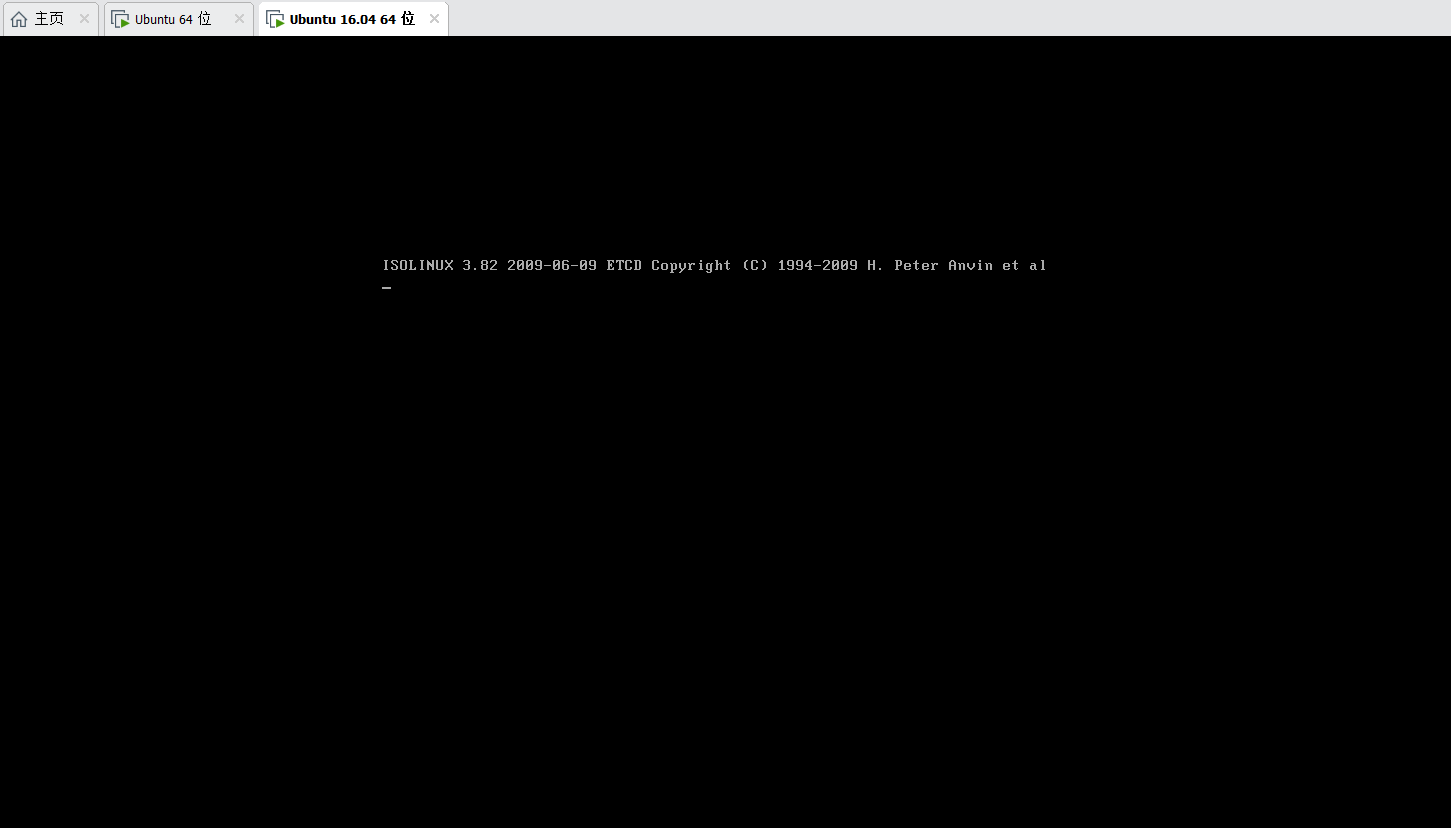 主页
Ubuntu 64 位
Ubuntu 16.04 64 位
ISOLINUX 3.82 2009-06-09 ETCD Copyright (C) 1994-2009 H. Peter Anvin et al